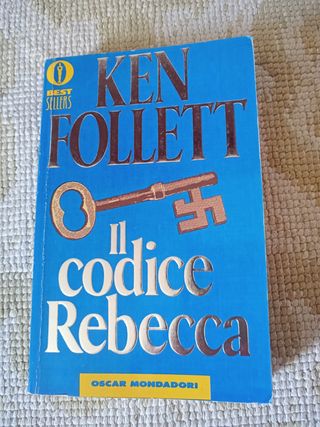 BEST
SELLERS
KEN
FOLLETT
Il
codice
Rebecca
OSCAR MONDADORI